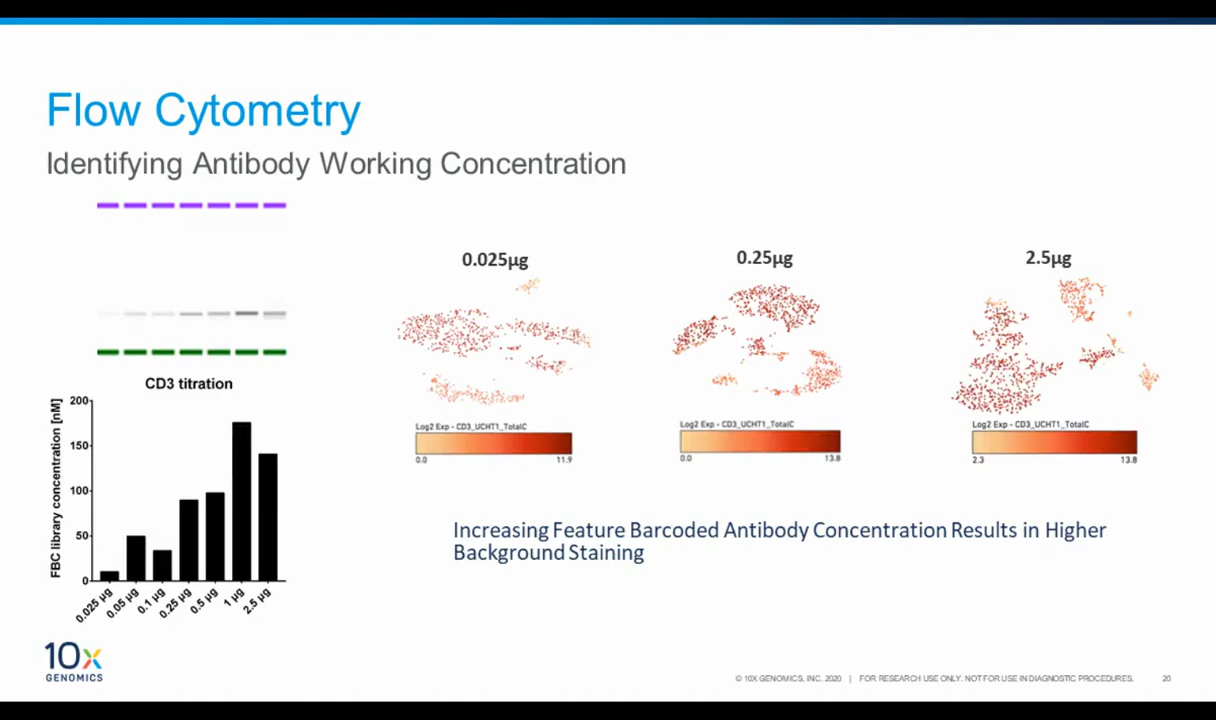 Flow Cytometry
Identifying Antibody Working Concentration
0.025µg
0.25µg
2.5µg
Log2 Exp - CD3_UCHT1_TotalC
0.0 11.9
Log2 Exp - CD3_UCHT1_TotalC
0.0 13.8
Log2 Exp - CD3_UCHT1_TotalC
2.3 13.8
CD3 titration
FBC library concentration [nM]
200
150
100
50
0
0.025 µg
0.05 µg
0.1 µg
0.25 µg
0.5 µg
1 µg
2.5 µg
Increasing Feature Barcoded Antibody Concentration Results in Higher
Background Staining
10x
GENOMICS
© 10X GENOMICS, INC. 2020 | FOR RESEARCH USE ONLY. NOT FOR USE IN DIAGNOSTIC PROCEDURES. 20